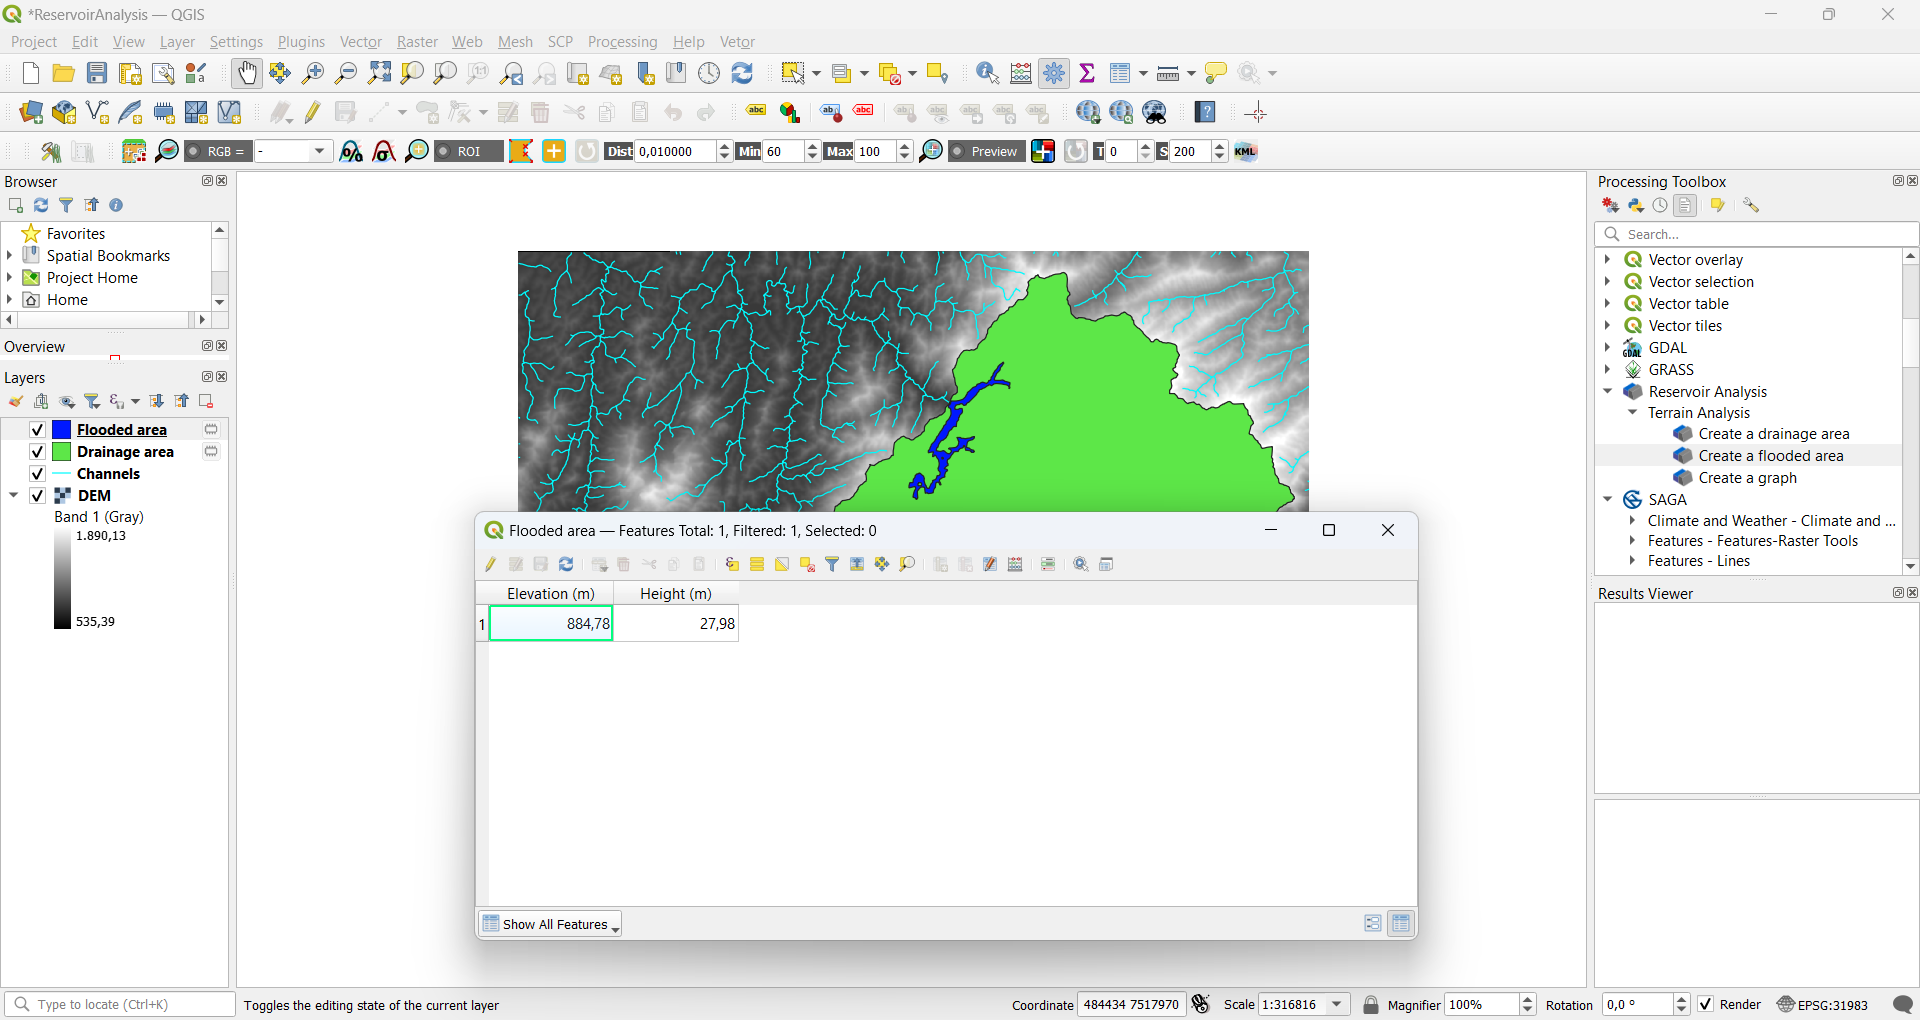 *ReservoirAnalysis — QGIS
Project Edit View Layer Settings Plugins Vector Raster Web Mesh SCP Processing Help Vetor
RGB = - ROI Dist 0,010000 Min 60 Max 100 Preview T 0 S 200 KML
Browser
Favorites
Spatial Bookmarks
Project Home
Home
Overview
Layers
Flooded area
Drainage area
Channels
DEM
Band 1 (Gray)
1.890,13
535,39
Flooded area — Features Total: 1, Filtered: 1, Selected: 0
Elevation (m) Height (m)
1 884,78 27,98
Show All Features
Processing Toolbox
Search...
Vector overlay
Vector selection
Vector table
Vector tiles
GDAL
GRASS
Reservoir Analysis
Terrain Analysis
Create a drainage area
Create a flooded area
Create a graph
SAGA
Climate and Weather - Climate and ...
Features - Features-Raster Tools
Features - Lines
Results Viewer
Type to locate (Ctrl+K) Toggles the editing state of the current layer Coordinate 484434 7517970 Scale 1:316816 Magnifier 100% Rotation 0,0 ° Render EPSG:31983